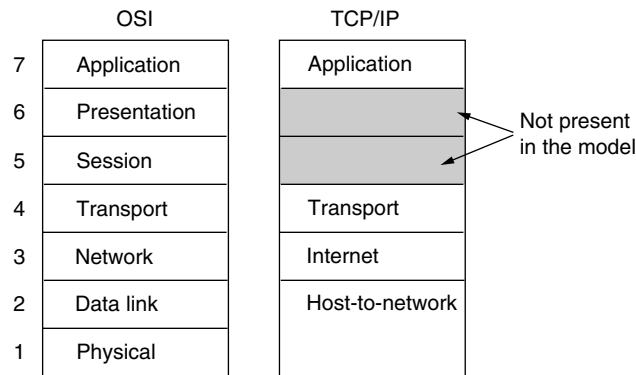 OSI TCP/IP
7 Application Application
6 Presentation
Not present
in the model
5 Session
4 Transport Transport
3 Network Internet
2 Data link Host-to-network
1 Physical